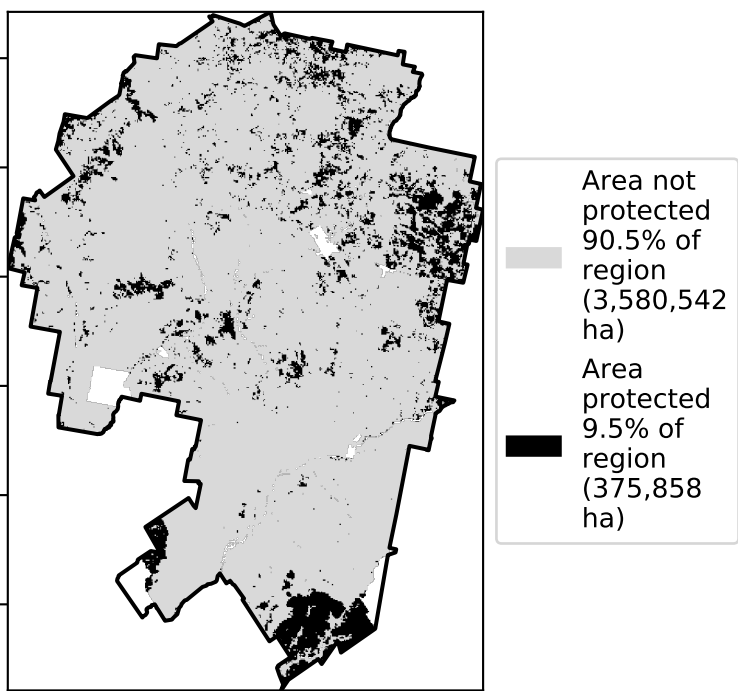 Area not
protected
90.5% of
region
(3,580,542
ha)
Area
protected
9.5% of
region
(375,858
ha)